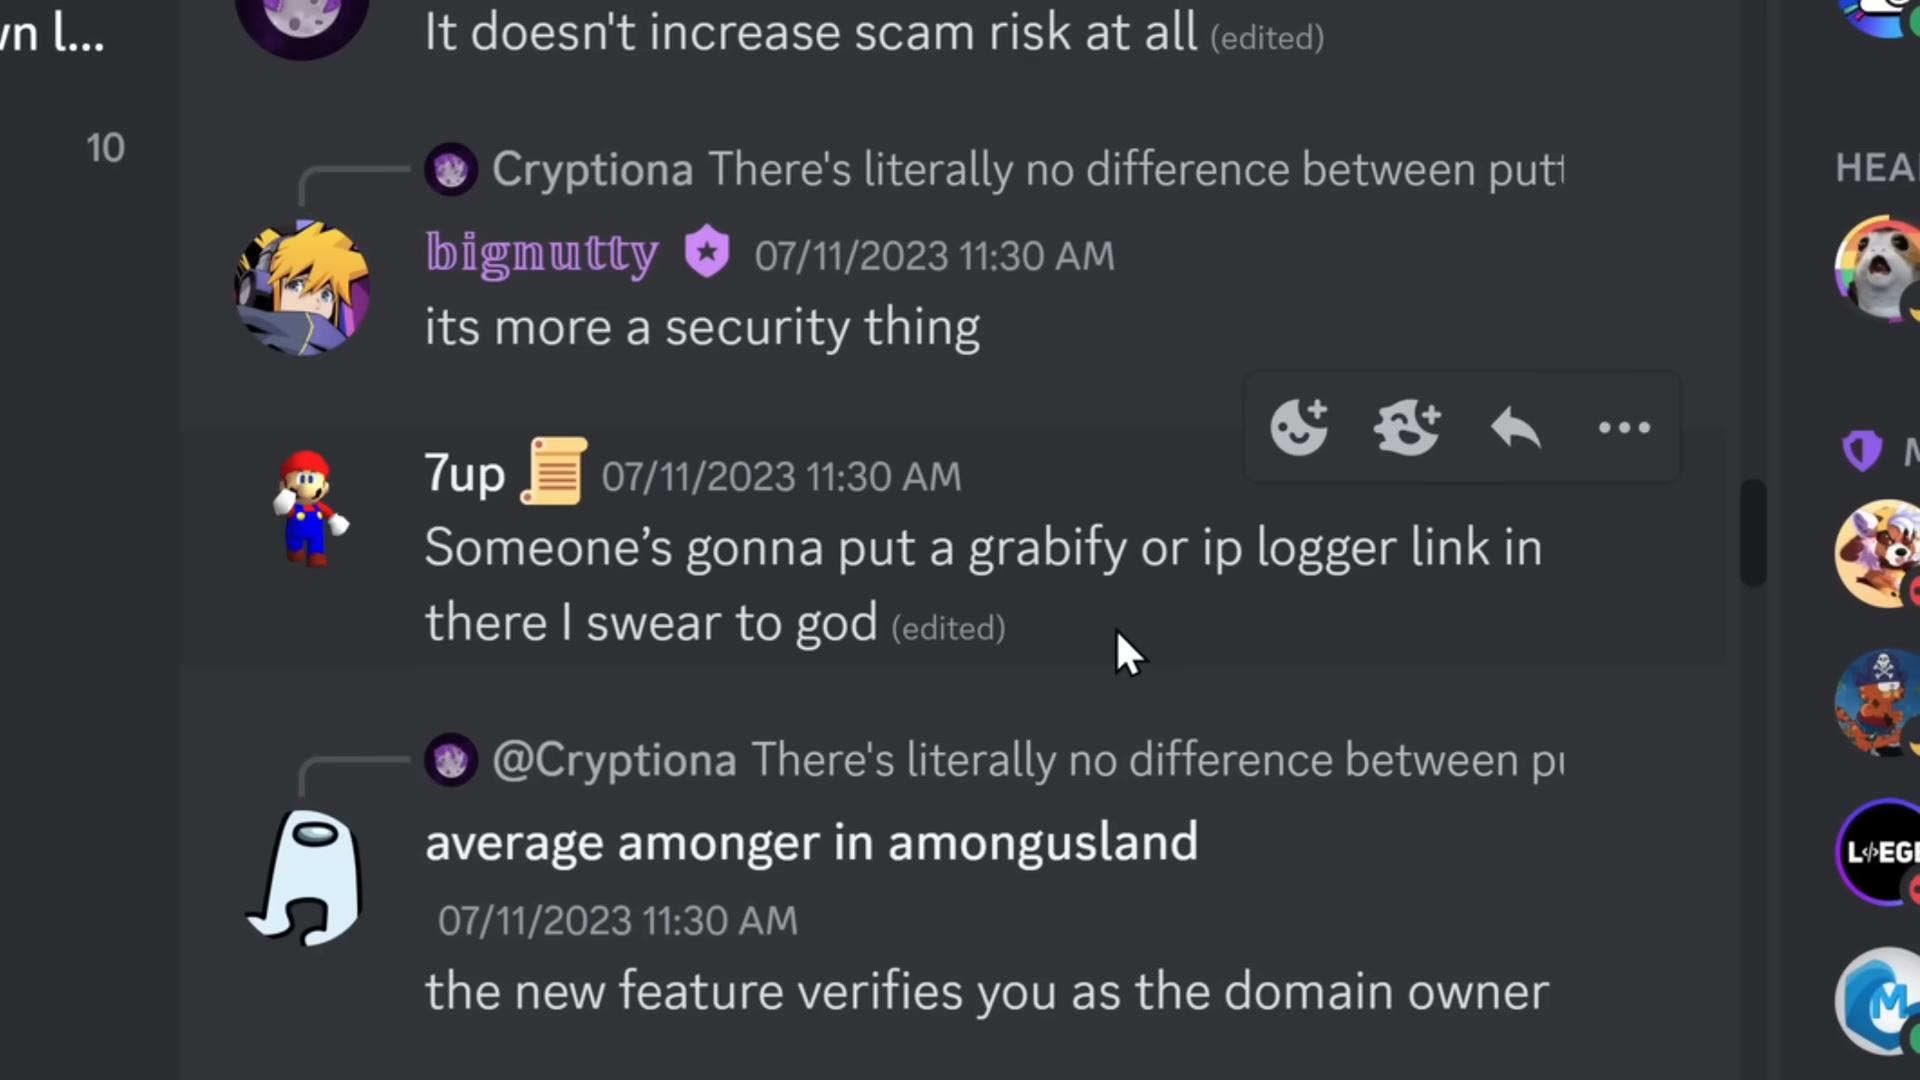 It doesn't increase scam risk at all (edited)
10
Cryptiona There's literally no difference between
bignutty 07/11/2023 11:30 AM
its more a security thing
7up 07/11/2023 11:30 AM
Someone’s gonna put a grabify or ip logger link in
there I swear to god (edited)
@Cryptiona There's literally no difference between
average amonger in amongusland
07/11/2023 11:30 AM
the new feature verifies you as the domain owner